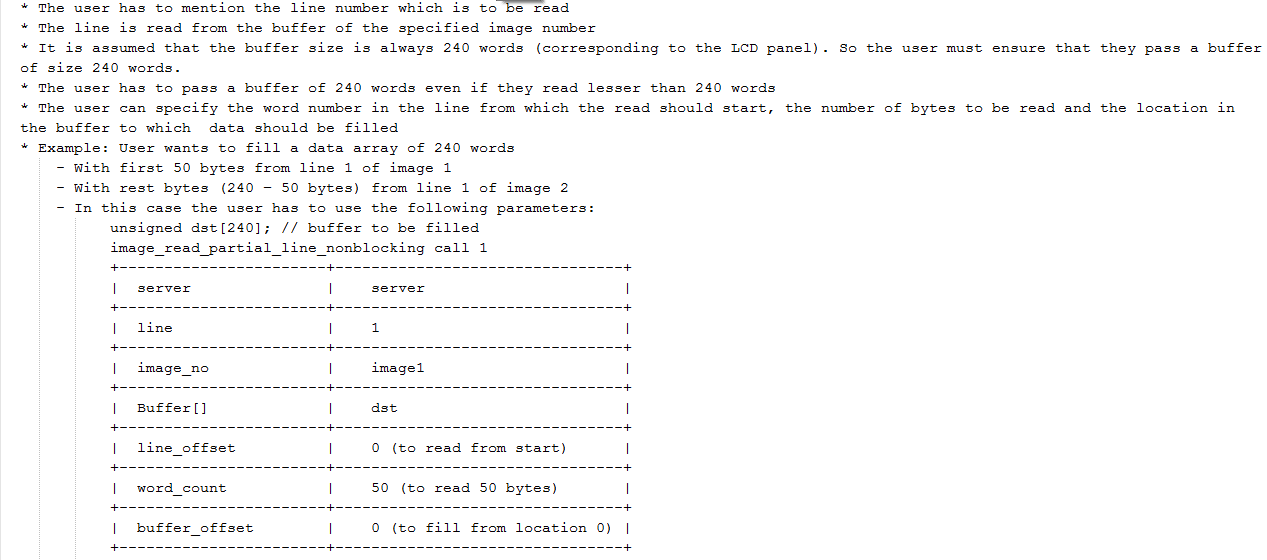 * The user has to mention the line number which is to be read
* The line is read from the buffer of the specified image number
* It is assumed that the buffer size is always 240 words (corresponding to the LCD panel). So the user must ensure that they pass a buffer
of size 240 words.
* The user has to pass a buffer of 240 words even if they read lesser than 240 words
* The user can specify the word number in the line from which the read should start, the number of bytes to be read and the location in
the buffer to which  data should be filled
* Example: User wants to fill a data array of 240 words
    - With first 50 bytes from line 1 of image 1
    - With rest bytes (240 - 50 bytes) from line 1 of image 2
    - In this case the user has to use the following parameters:
          unsigned dst[240]; // buffer to be filled
          image_read_partial_line_nonblocking call 1
          +-----------------------+--------------------------------+
          |  server               |    server                      |
          +-----------------------+--------------------------------+
          |  line                 |    1                           |
          +-----------------------+--------------------------------+
          |  image_no             |    image1                      |
          +-----------------------+--------------------------------+
          |  Buffer[]             |    dst                         |
          +-----------------------+--------------------------------+
          |  line_offset          |    0 (to read from start)      |
          +-----------------------+--------------------------------+
          |  word_count           |    50 (to read 50 bytes)       |
          +-----------------------+--------------------------------+
          |  buffer_offset        |    0 (to fill from location 0) |
          +-----------------------+--------------------------------+